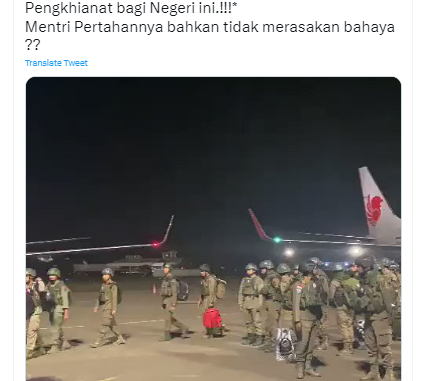 Pengkhianat bagi Negeri ini.!!!*
Mentri Pertahannya bahkan tidak merasakan bahaya
??
Translate Tweet